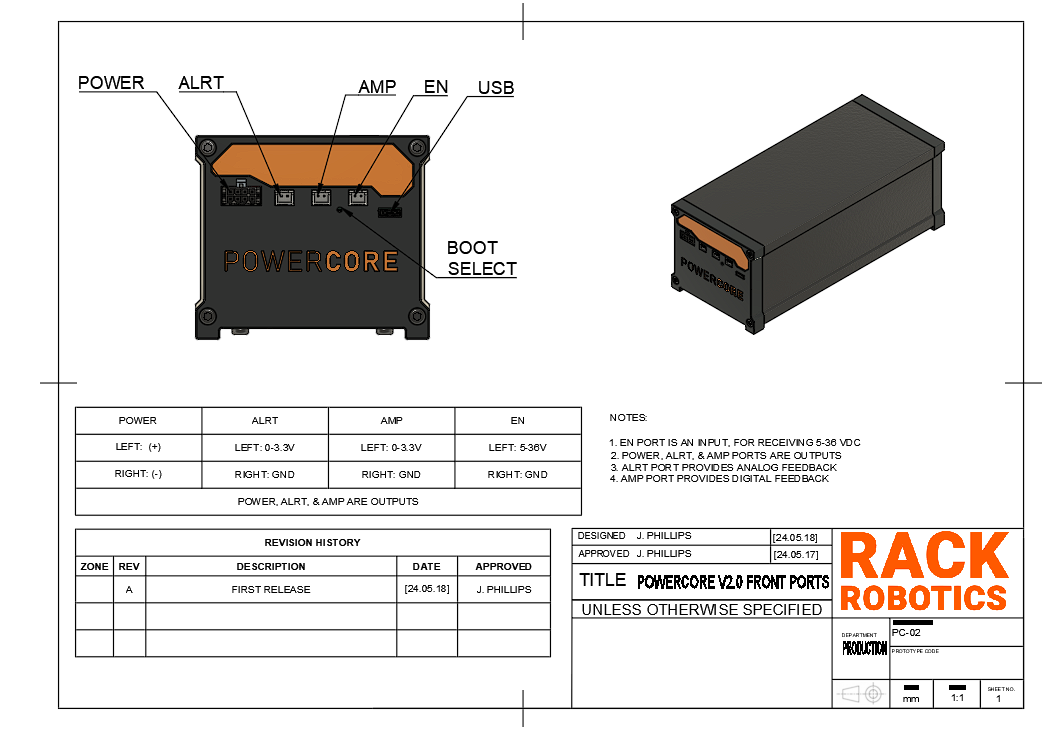 POWER
ALRT
AMP
EN
USB
POWERCORE
BOOT
SELECT
POWERCORE
POWER ALRT AMP EN
LEFT: (+) LEFT: 0-3.3V LEFT: 0-3.3V LEFT: 5-36V
RIGHT: (-) RIGHT: GND RIGHT: GND RIGHT: GND
POWER, ALRT, & AMP ARE OUTPUTS
NOTES:
1. EN PORT IS AN INPUT, FOR RECEIVING 5-36 VDC
2. POWER, ALRT, & AMP PORTS ARE OUTPUTS
3. ALRT PORT PROVIDES ANALOG FEEDBACK
4. AMP PORT PROVIDES DIGITAL FEEDBACK
REVISION HISTORY
ZONE REV DESCRIPTION DATE APPROVED
A FIRST RELEASE [24.05.18] J. PHILLIPS
DESIGNED J. PHILLIPS [24.05.18]
APPROVED J. PHILLIPS [24.05.17]
TITLE POWERCORE V2.0 FRONT PORTS
UNLESS OTHERWISE SPECIFIED
RACK
ROBOTICS
DEPARTMENT
PRODUCTION
PC-02
PROTOTYPE CODE
mm
1:1
SHEET NO.
1